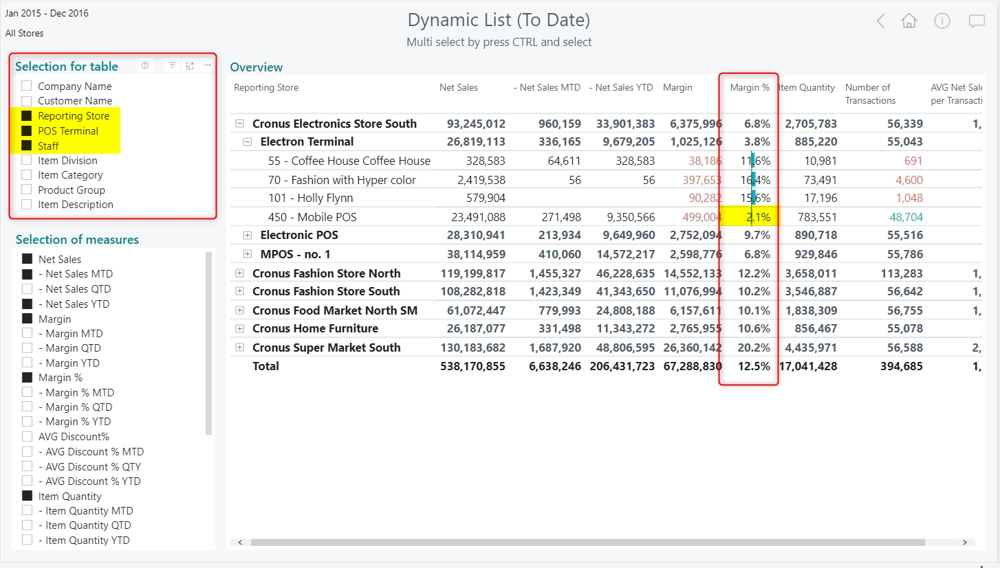 Jan 2015 - Dec 2016
All Stores
Dynamic List (To Date)
Multi select by press CTRL and select
Selection for table
Company Name
Customer Name
Reporting Store
POS Terminal
Staff
Item Division
Item Category
Product Group
Item Description
Selection of measures
Net Sales
- Net Sales MTD
- Net Sales QTD
- Net Sales YTD
Margin
- Margin MTD
- Margin QTD
- Margin YTD
Margin %
- Margin % MTD
- Margin % QTD
- Margin % YTD
AVG Discount%
- AVG Discount % MTD
- AVG Discount % QTY
- AVG Discount % YTD
Item Quantity
- Item Quantity MTD
- Item Quantity QTD
- Item Quantity YTD
Overview
Reporting Store Net Sales - Net Sales MTD - Net Sales YTD Margin Margin % Item Quantity Number of Transactions AVG Net Sale per Transacti
Cronus Electronics Store South 93,245,012 960,159 33,901,383 6,375,996 6.8% 2,705,783 56,339 1,
Electron Terminal 26,819,113 336,165 9,679,205 1,025,126 3.8% 885,220 55,043
55 - Coffee House Coffee House 328,583 64,611 328,583 38,186 11.6% 10,981 691
70 - Fashion with Hyper color 2,419,538 56 56 397,653 16.4% 73,491 4,600
101 - Holly Flynn 579,904 90,282 15.6% 17,196 1,048
450 - Mobile POS 23,491,088 271,498 9,350,566 499,004 2.1% 783,551 48,704
Electronic POS 28,310,941 213,934 9,649,960 2,752,094 9.7% 890,718 55,516
MPOS - no. 1 38,114,959 410,060 14,572,217 2,598,776 6.8% 929,846 55,786
Cronus Fashion Store North 119,199,817 1,455,327 46,228,635 14,552,133 12.2% 3,658,011 113,283 1,
Cronus Fashion Store South 108,282,818 1,423,349 41,343,650 11,076,994 10.2% 3,546,887 56,642 1,
Cronus Food Market North SM 61,072,447 779,993 24,808,188 6,157,611 10.1% 1,838,309 56,755 1,
Cronus Home Furniture 26,187,077 331,498 11,343,272 2,765,955 10.6% 856,467 55,078
Cronus Super Market South 130,183,682 1,687,920 48,806,595 26,360,142 20.2% 4,435,971 56,588 2,
Total 538,170,855 6,638,246 206,431,723 67,288,830 12.5% 17,041,428 394,685 1,